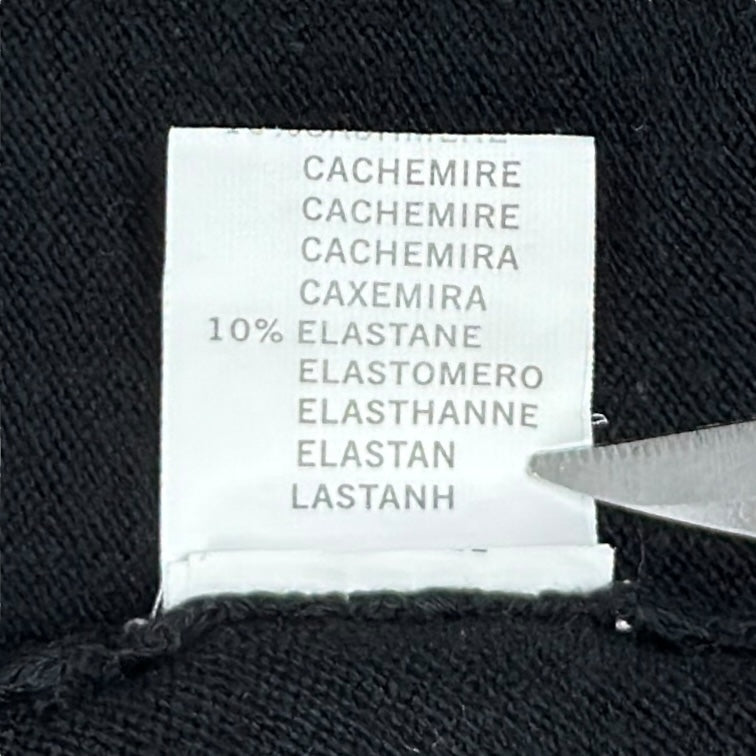 CACHEMIRE
CACHEMIRE
CACHEMIRA
CAXEMIRA
10% ELASTANE
ELASTOMERO
ELASTHANNE
ELASTAN
LASTANH